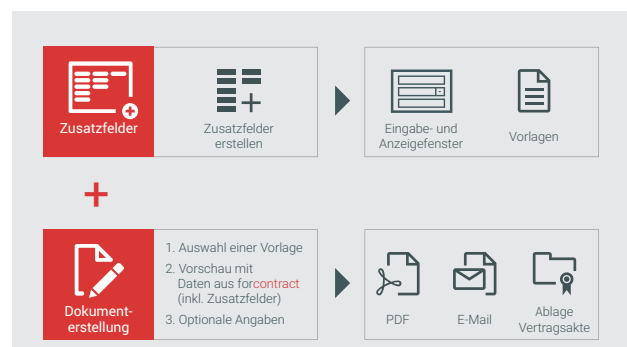 Zusatzfelder
Zusatzfelder
erstellen
Eingabe- und
Anzeigefenster
Vorlagen
Dokument-
erstellung
1. Auswahl einer Vorlage
2. Vorschau mit
Daten aus forcontract
(inkl. Zusatzfelder)
3. Optionale Angaben
PDF
E-Mail
Ablage
Vertragsakte